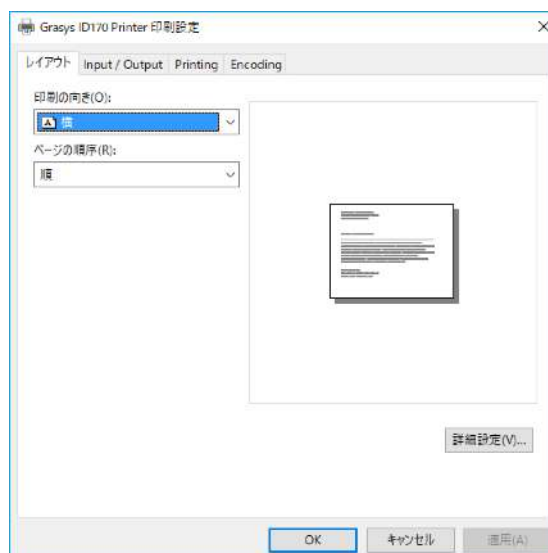 Grasys ID170 Printer 印刷設定
レイアウト Input / Output Printing Encoding
印刷の向き(O):
A 横
ページの順序(R):
順
詳細設定(V)...
OK キャンセル 適用(A)